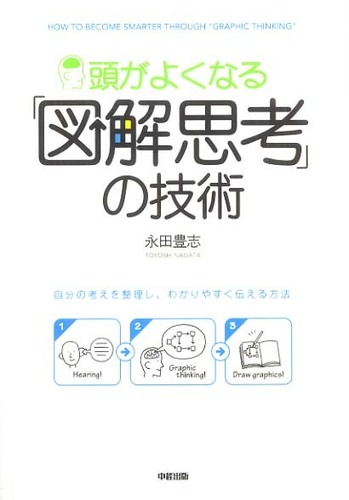 HOW TO BECOME SMARTER THROUGH "GRAPHIC THINKING"
頭がよくなる
「図解思考」
の技術
永田豊志
TOYOSHI NAGATA
自分の考えを整理し、わかりやすく伝える方法
1
2
3
Hearing!
Graphic
thinking!
Draw graphics!
中経出版